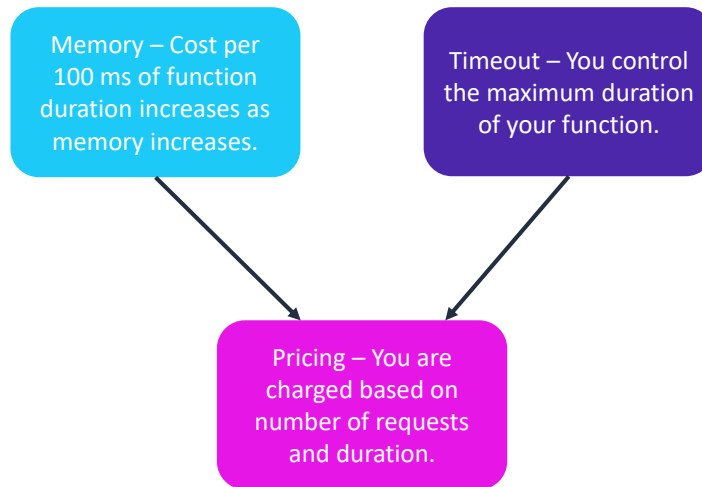 Memory – Cost per
100 ms of function
duration increases as
memory increases.
Timeout – You control
the maximum duration
of your function.
Pricing – You are
charged based on
number of requests
and duration.